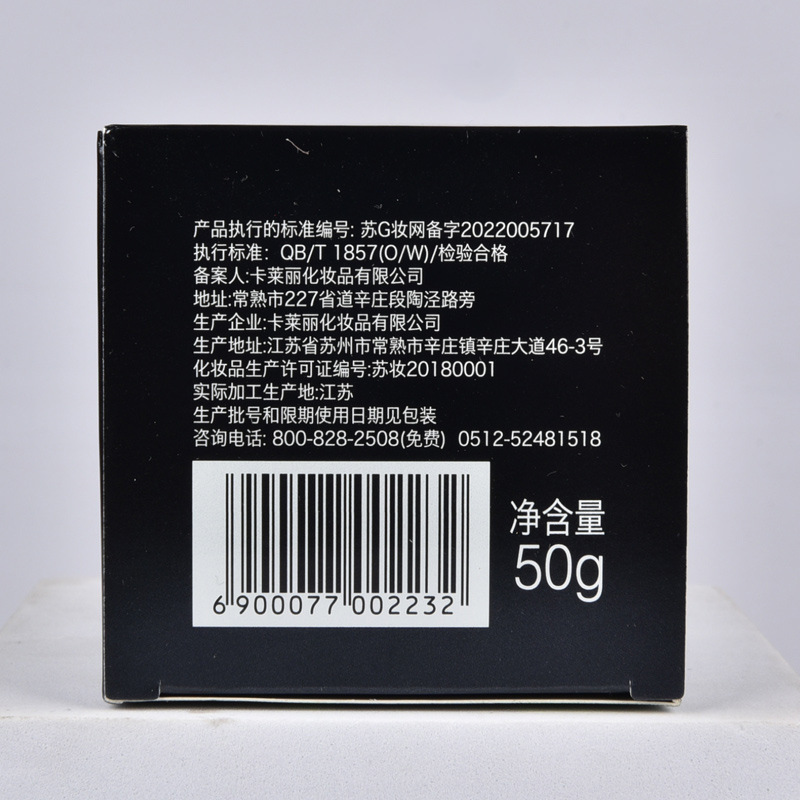 产品执行的标准编号: 苏G妆网备字2022005717
执行标准: QB/T 1857(O/W)/检验合格
备案人:卡莱丽化妆品有限公司
地址:常熟市227省道辛庄段陶泾路旁
生产企业:卡莱丽化妆品有限公司
生产地址:江苏省苏州市常熟市辛庄镇辛庄大道46-3号
化妆品生产许可证编号:苏妆20180001
实际加工生产地:江苏
生产批号和限期使用日期见包装
咨询电话: 800-828-2508(免费) 0512-52481518
净含量
50g
6 900077 002232